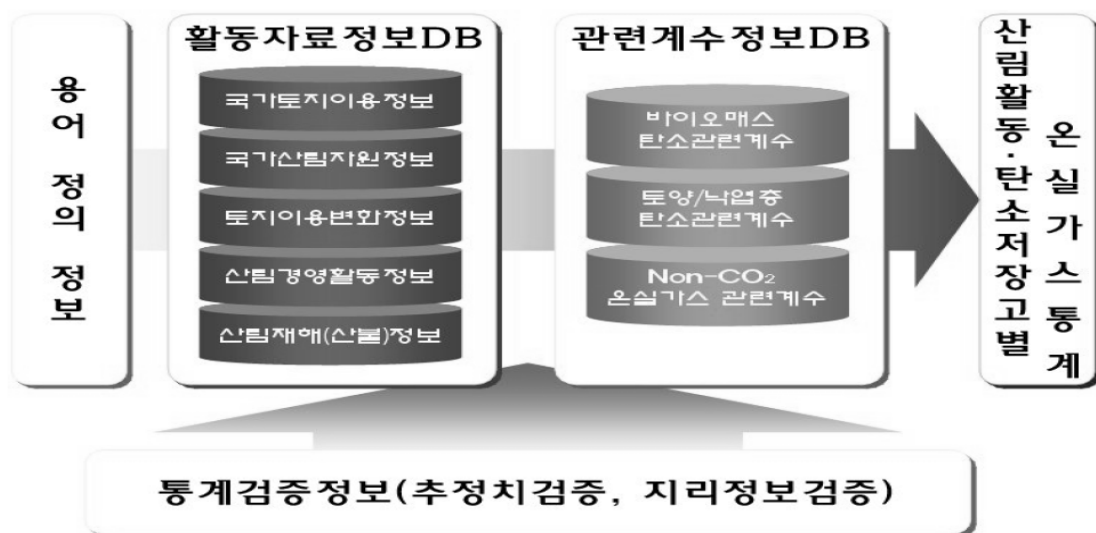 용어 정의 정보
활동자료정보DB
국가토지이용정보
국가산림자원정보
토지이용변화정보
산림경영활동정보
산림재해(산불)정보
관련계수정보DB
바이오매스
탄소관련계수
토양/낙엽층
탄소관련계수
Non-CO₂
온실가스 관련계수
산림활동·탄소저장고별
온실가스통계
통계검증정보(추정치검증, 지리정보검증)